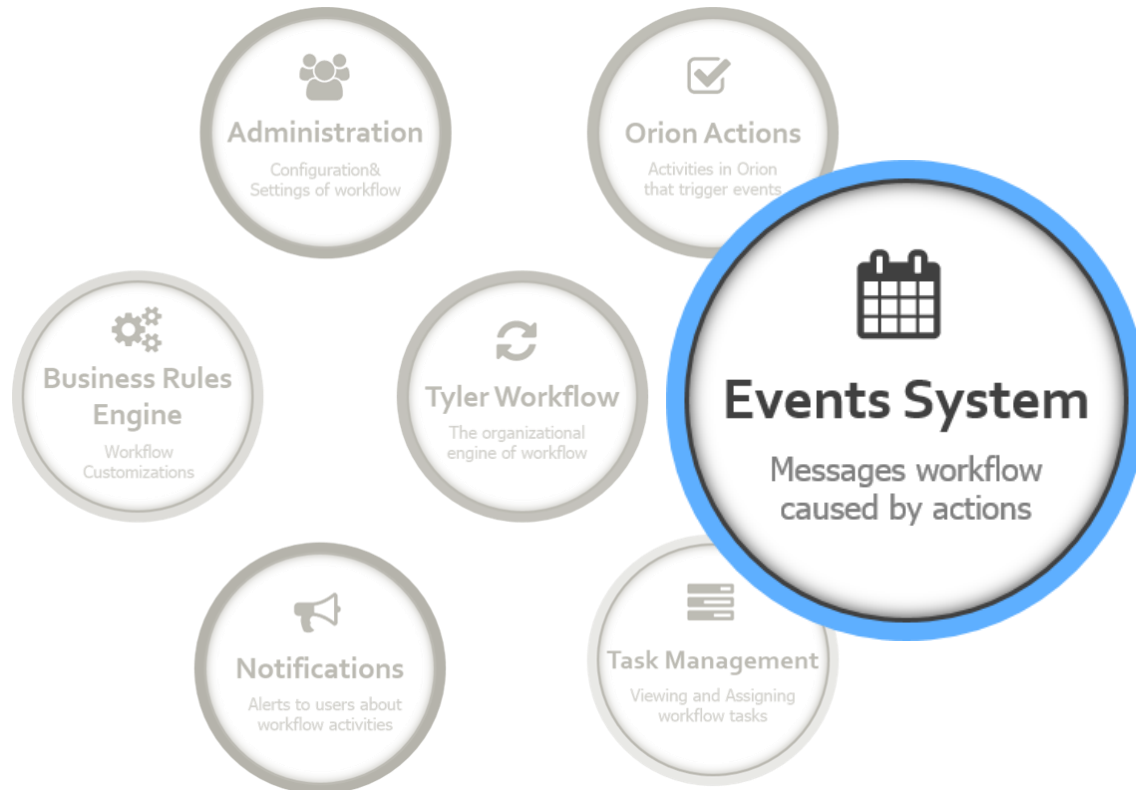 Administration
Configuration&
Settings of workflow
Orion Actions
Activities in Orion
that trigger events
Business Rules
Engine
Workflow
Customizations
Tyler Workflow
The organizational
engine of workflow
Events System
Messages workflow
caused by actions
Notifications
Alerts to users about
workflow activities
Task Management
Viewing and Assigning
workflow tasks